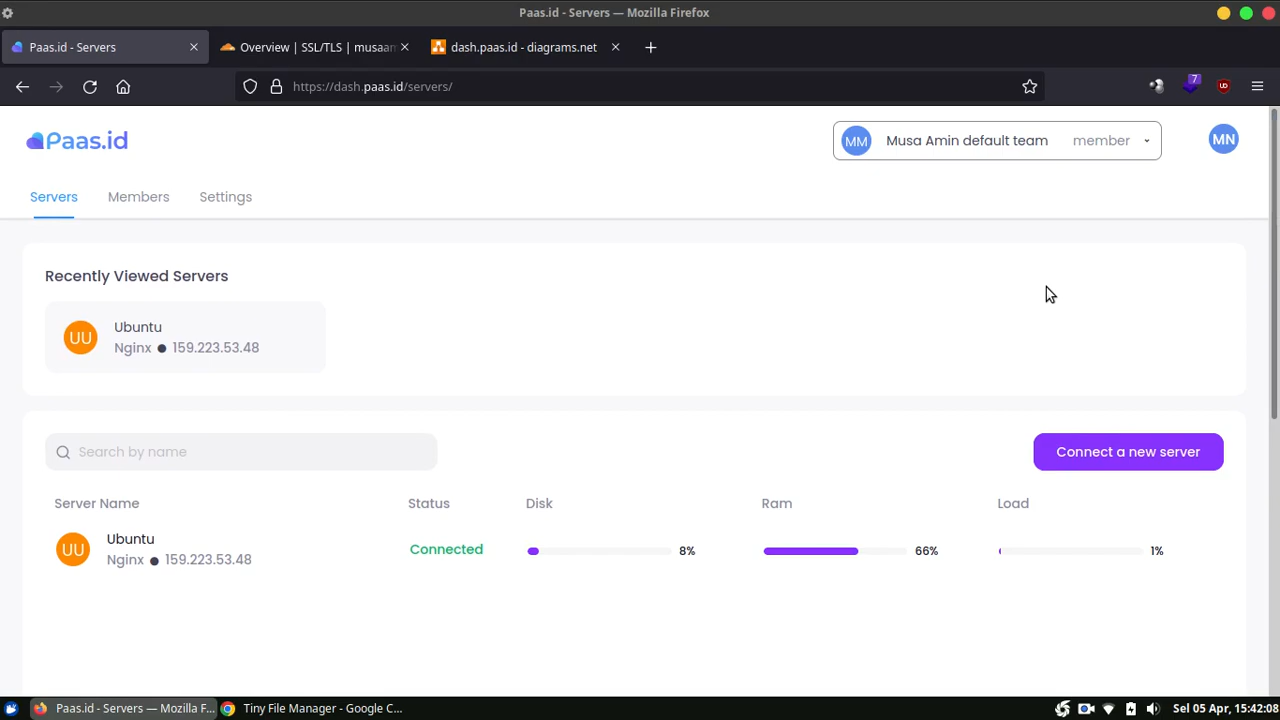 Paas.id - Servers — Mozilla Firefox
Paas.id - Servers
Overview | SSL/TLS | musaam
dash.paas.id - diagrams.net
7
https://dash.paas.id/servers/
Paas.id
MM Musa Amin default team member
MN
Servers Members Settings
Recently Viewed Servers
UU Ubuntu
Nginx ● 159.223.53.48
Search by name
Connect a new server
Server Name Status Disk Ram Load
UU Ubuntu
Nginx ● 159.223.53.48
Connected 8% 66% 1%
Paas.id - Servers — Mozilla F...
Tiny File Manager - Google C...
Sel 05 Apr, 15:42:08